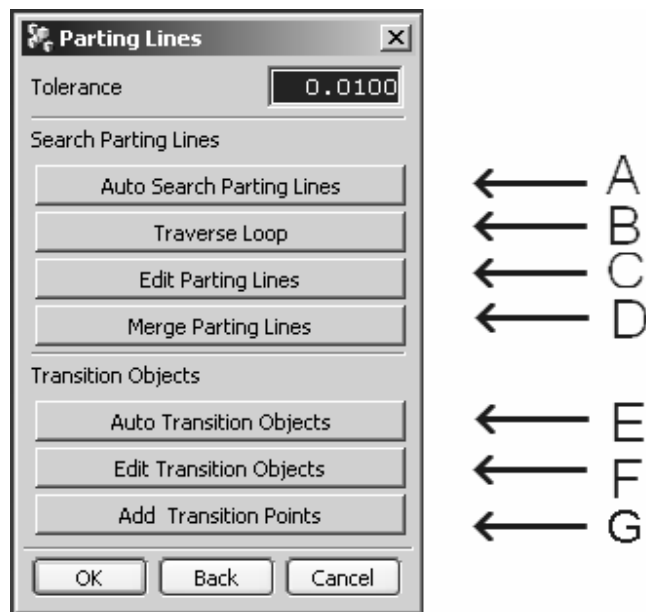 Parting Lines
Tolerance 0.0100
Search Parting Lines
Auto Search Parting Lines A
Traverse Loop B
Edit Parting Lines C
Merge Parting Lines D
Transition Objects
Auto Transition Objects E
Edit Transition Objects F
Add Transition Points G
OK Back Cancel